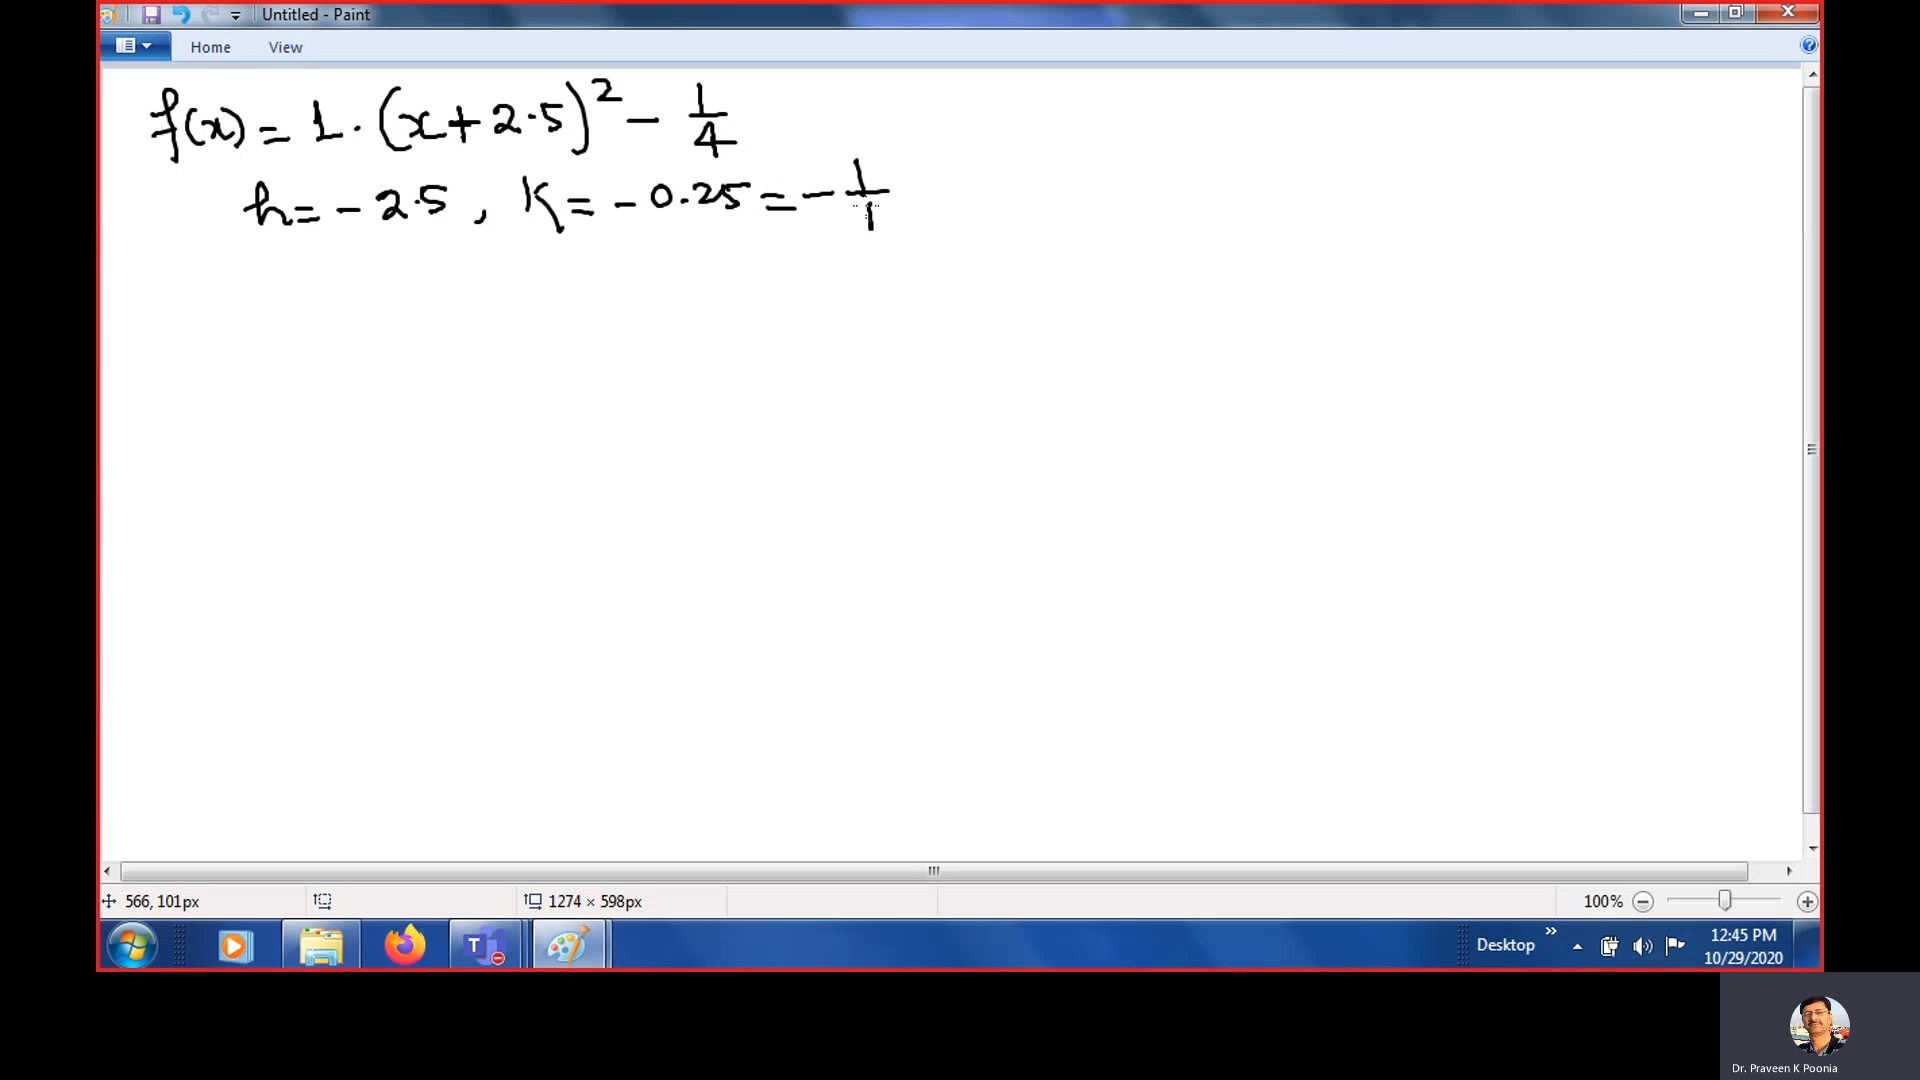 Untitled - Paint
Home View
f(x) = 1 · (x + 2.5)² - 1/4
h = - 2.5 , K = - 0.25 = - 1/1
566, 101px
1274 × 598px
100%
T
Desktop
12:45 PM
10/29/2020
Dr. Praveen K Poonia